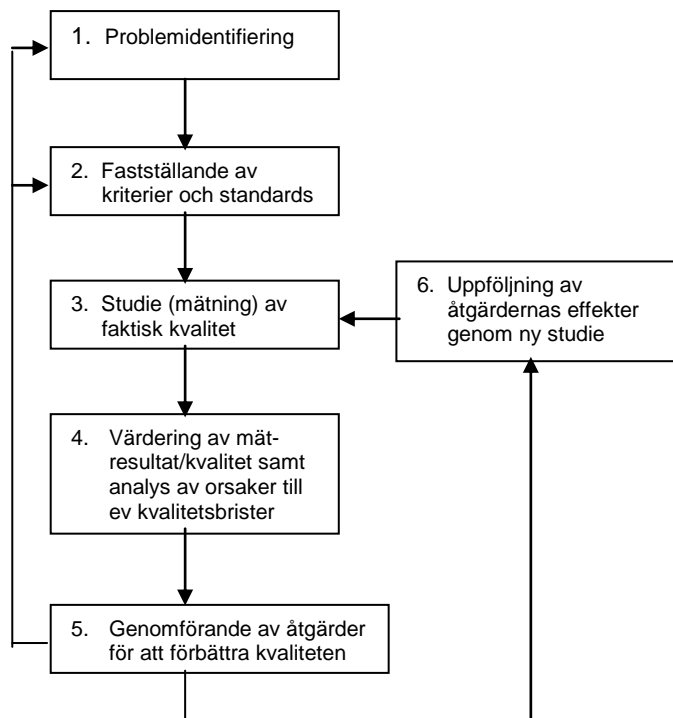 1. Problemidentifiering
2. Fastställande av
kriterier och standards
3. Studie (mätning) av
faktisk kvalitet
4. Värdering av mät-
resultat/kvalitet samt
analys av orsaker till
ev kvalitetsbrister
5. Genomförande av åtgärder
för att förbättra kvaliteten
6. Uppföljning av
åtgärdernas effekter
genom ny studie